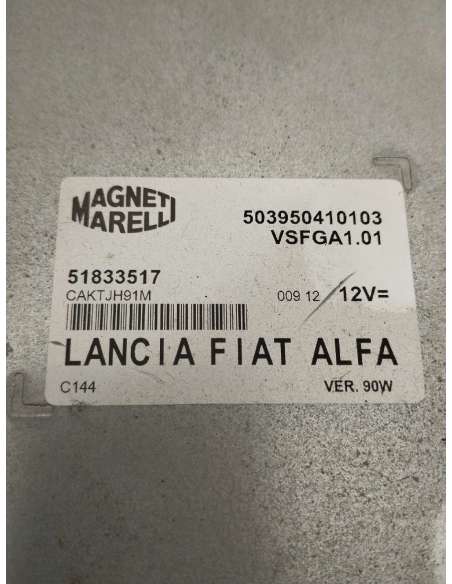 MAGNETI
MARELLI
503950410103
VSFGA1.01
51833517
CAKTJH91M
009 12 12V=
LANCIA FIAT ALFA
C144 VER. 90W